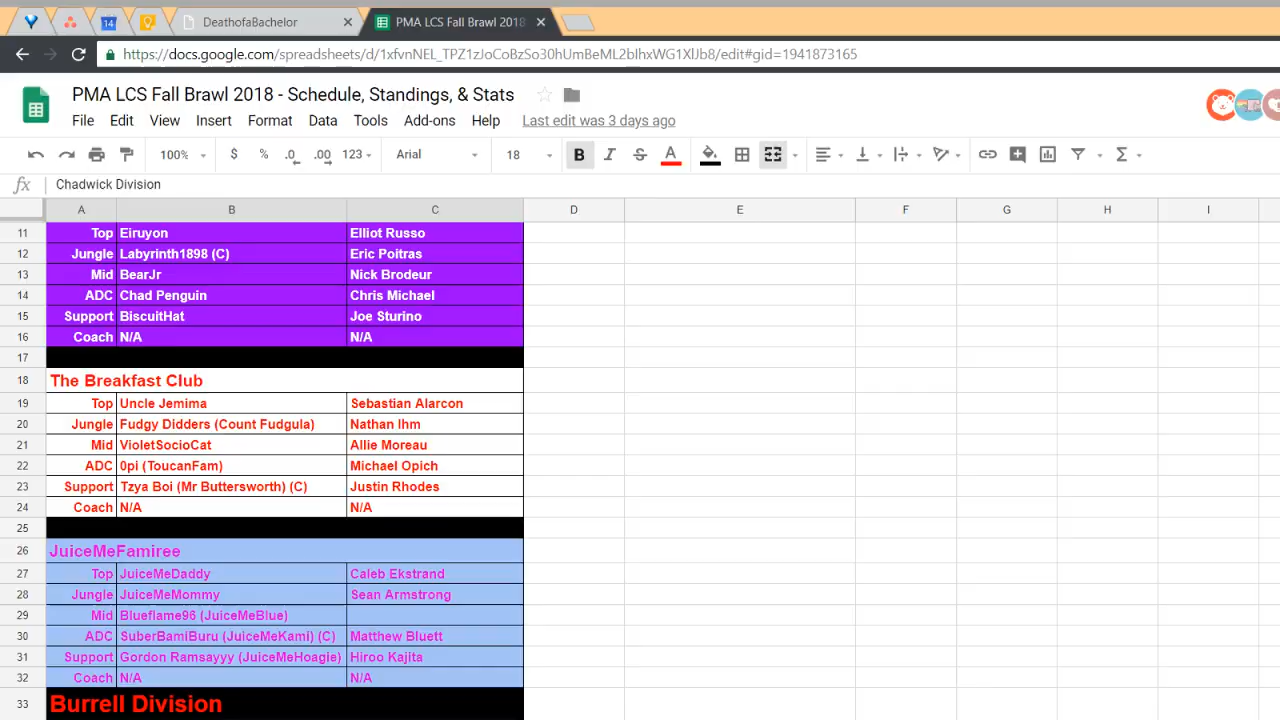 14 DeathofaBachelor PMA LCS Fall Brawl 2018
https://docs.google.com/spreadsheets/d/1xfvnNEL_TPZ1zJoCoBzSo30hUmBeML2blhxWG1XlJb8/edit#gid=1941873165
PMA LCS Fall Brawl 2018 - Schedule, Standings, & Stats
File Edit View Insert Format Data Tools Add-ons Help Last edit was 3 days ago
100% $ % .0 .00 123 Arial 18 B I S A Σ
fx Chadwick Division
A B C D E F G H I
11 Top Eiruyon Elliot Russo
12 Jungle Labyrinth1898 (C) Eric Poitras
13 Mid BearJr Nick Brodeur
14 ADC Chad Penguin Chris Michael
15 Support BiscuitHat Joe Sturino
16 Coach N/A N/A
17
18 The Breakfast Club
19 Top Uncle Jemima Sebastian Alarcon
20 Jungle Fudgy Didders (Count Fudgula) Nathan Ihm
21 Mid VioletSocioCat Allie Moreau
22 ADC 0pi (ToucanFam) Michael Opich
23 Support Tzya Boi (Mr Buttersworth) (C) Justin Rhodes
24 Coach N/A N/A
25
26 JuiceMeFamiree
27 Top JuiceMeDaddy Caleb Ekstrand
28 Jungle JuiceMeMommy Sean Armstrong
29 Mid Blueflame96 (JuiceMeBlue)
30 ADC SuberBamiBuru (JuiceMeKami) (C) Matthew Bluett
31 Support Gordon Ramsayyy (JuiceMeHoagie) Hiroo Kajita
32 Coach N/A N/A
33 Burrell Division